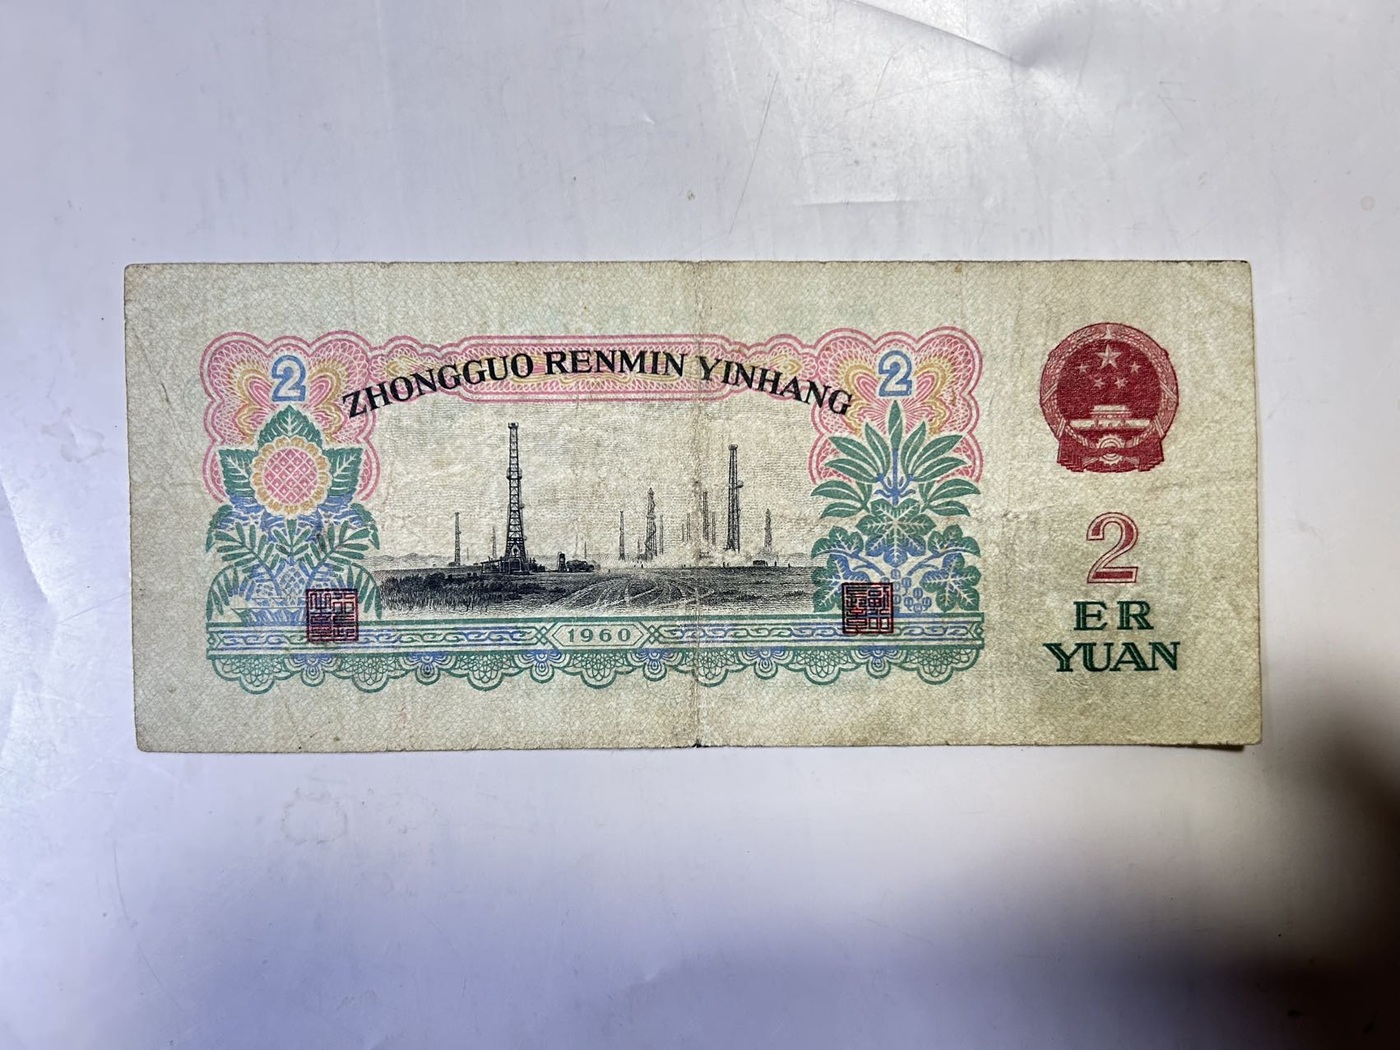 2
ZHONGGUO RENMIN YINHANG
2
1960
2
ER
YUAN